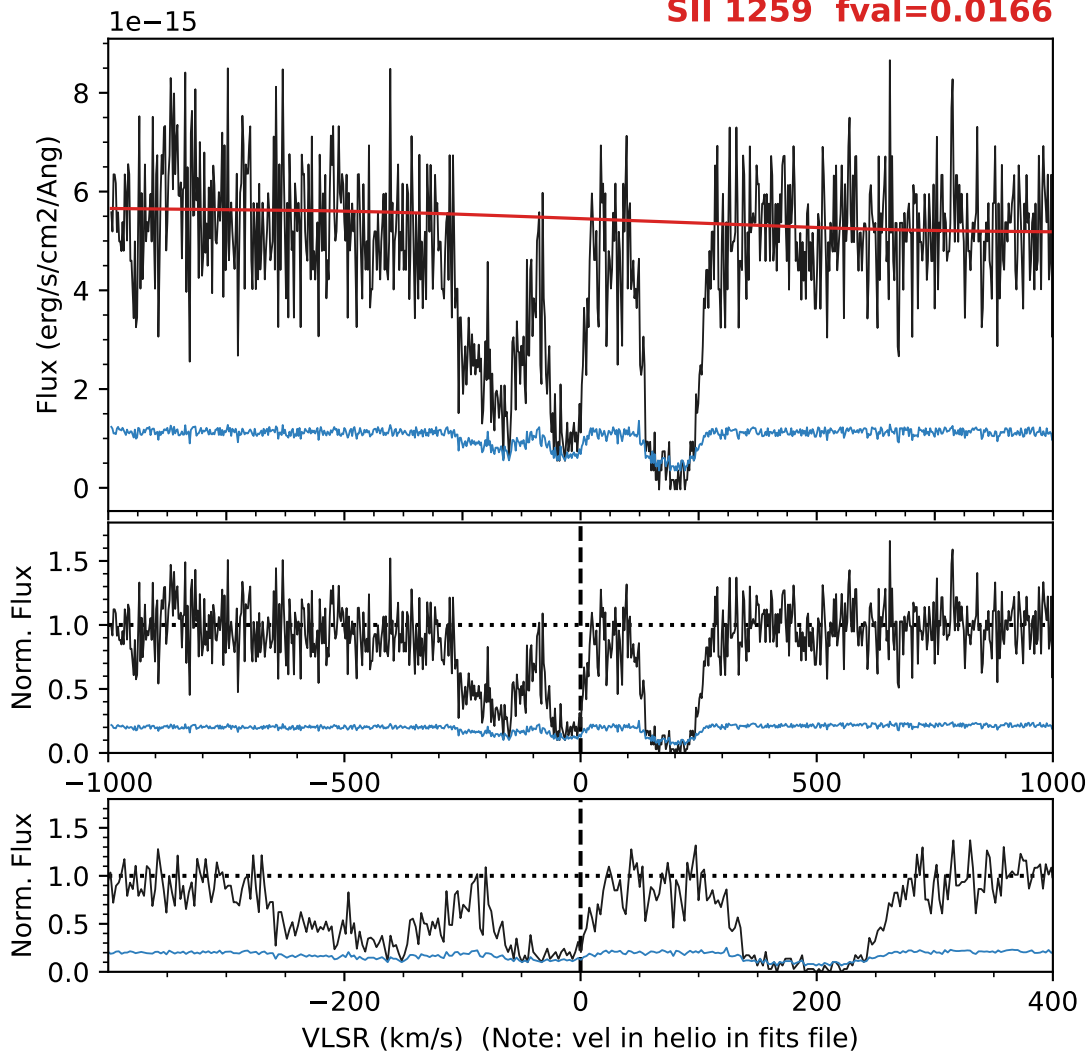 1e−15
SII 1259 fval=0.0166
Flux (erg/s/cm2/Ang)
8
6
4
2
0
Norm. Flux
1.5
1.0
0.5
0.0
−1000 −500 0 500 1000
Norm. Flux
1.5
1.0
0.5
0.0
−200 0 200 400
VLSR (km/s) (Note: vel in helio in fits file)